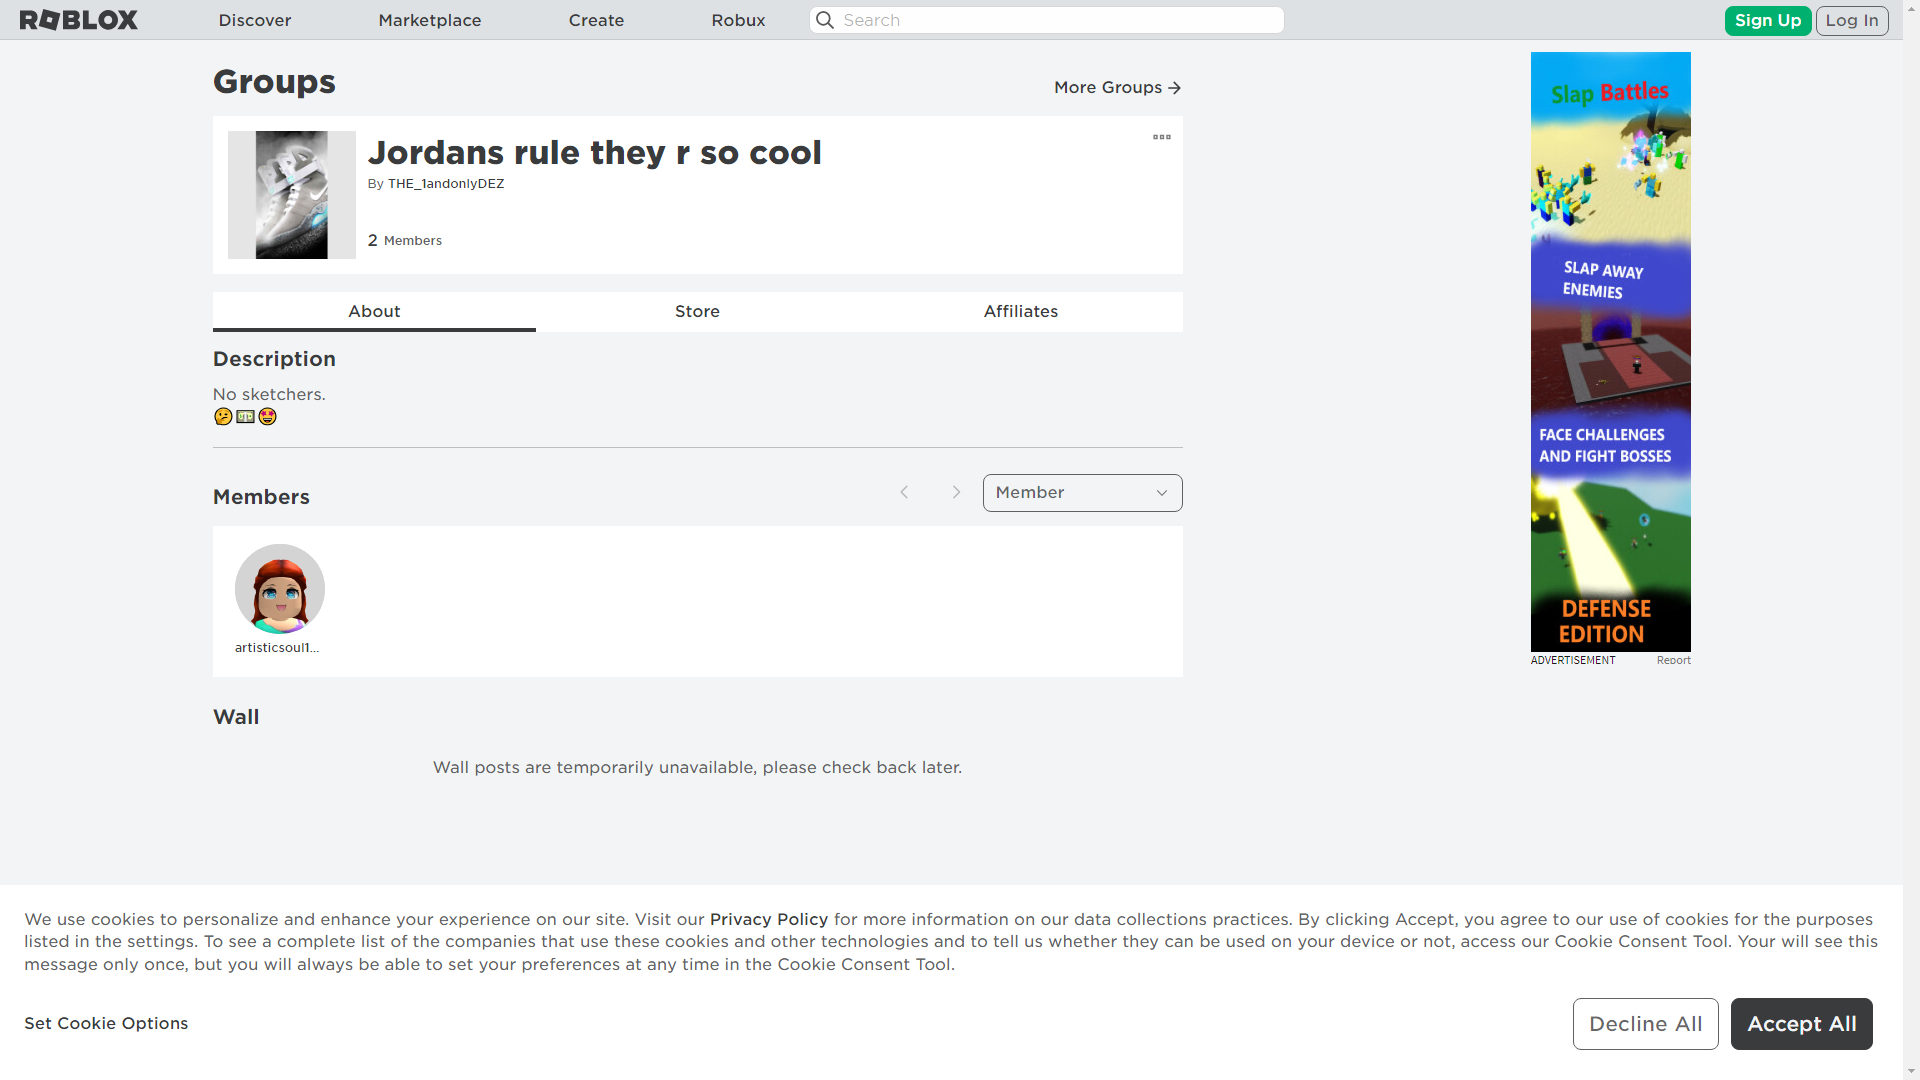 ROBLOX
Discover
Marketplace
Create
Robux
Search
Sign Up
Log In
Groups
More Groups
Jordans rule they r so cool
By THE_1andonlyDEZ
2 Members
About
Store
Affiliates
Description
No sketchers.
🤔💵🤩
Members
Member
artisticsoul1...
Wall
Wall posts are temporarily unavailable, please check back later.
Slap Battles
SLAP AWAY
ENEMIES
FACE CHALLENGES
AND FIGHT BOSSES
DEFENSE
EDITION
ADVERTISEMENT
Report
We use cookies to personalize and enhance your experience on our site. Visit our Privacy Policy for more information on our data collections practices. By clicking Accept, you agree to our use of cookies for the purposes
listed in the settings. To see a complete list of the companies that use these cookies and other technologies and to tell us whether they can be used on your device or not, access our Cookie Consent Tool. Your will see this
message only once, but you will always be able to set your preferences at any time in the Cookie Consent Tool.
Set Cookie Options
Decline All
Accept All